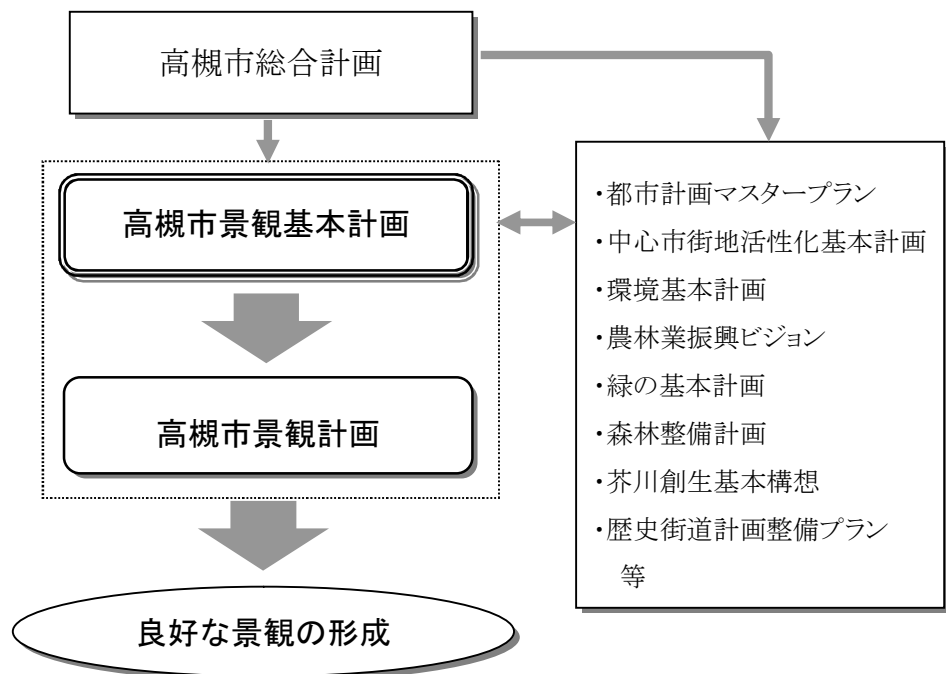 高槻市総合計画
高槻市景観基本計画
高槻市景観計画
良好な景観の形成
・都市計画マスタープラン
・中心市街地活性化基本計画
・環境基本計画
・農林業振興ビジョン
・緑の基本計画
・森林整備計画
・芥川創生基本構想
・歴史街道計画整備プラン
等